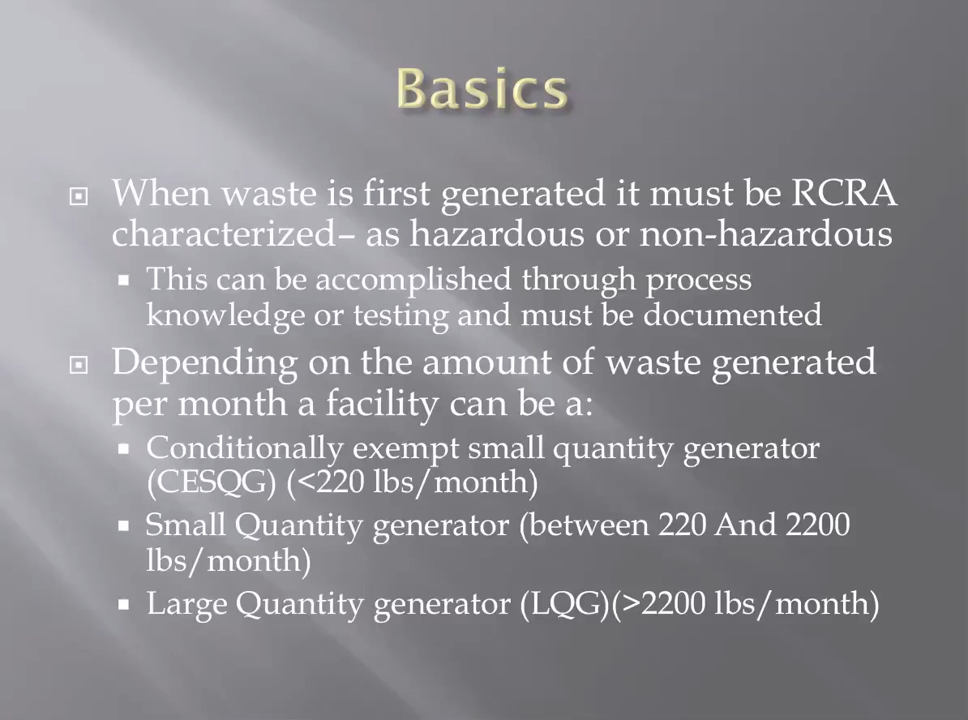 Basics
When waste is first generated it must be RCRA
characterized– as hazardous or non-hazardous
This can be accomplished through process
knowledge or testing and must be documented
Depending on the amount of waste generated
per month a facility can be a:
Conditionally exempt small quantity generator
(CESQG) (<220 lbs/month)
Small Quantity generator (between 220 And 2200
lbs/month)
Large Quantity generator (LQG)(>2200 lbs/month)